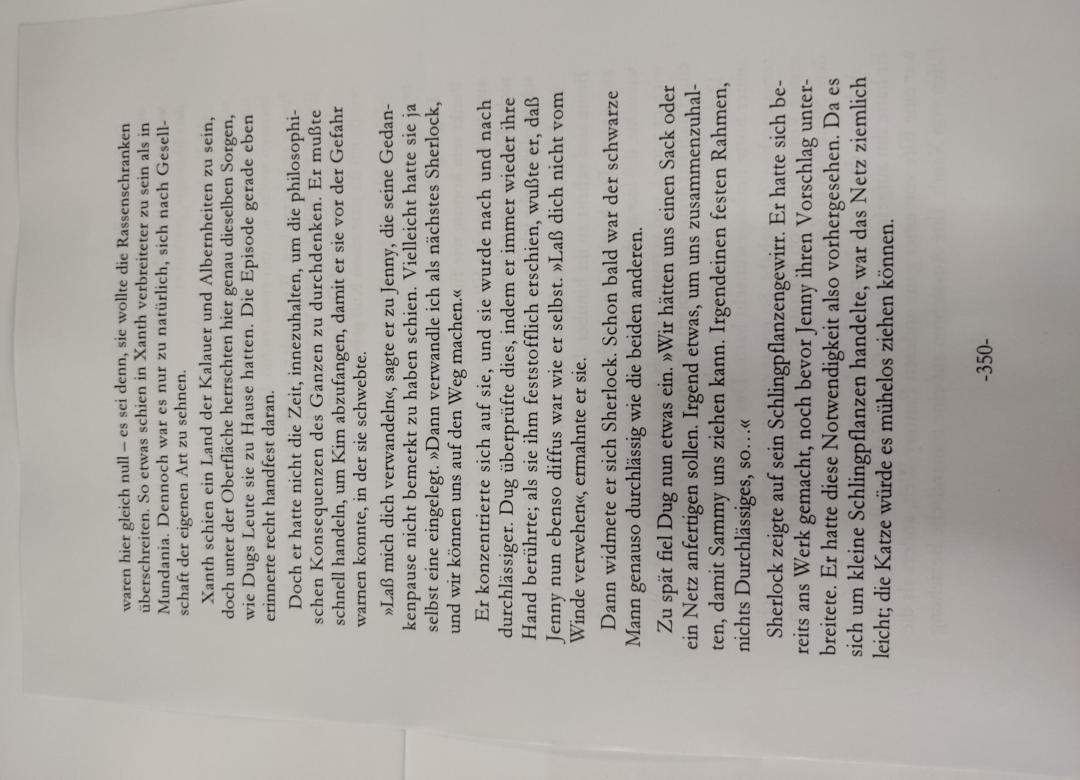 waren hier gleich null – es sei denn, sie wollte die Rassenschranken
überschreiten. So etwas schien in Xanth verbreiteter zu sein als in
Mundania. Dennoch war es nur zu natürlich, sich nach Gesell-
schaft der eigenen Art zu sehnen.
Xanth schien ein Land der Kalauer und Albernheiten zu sein,
doch unter der Oberfläche herrschten hier genau dieselben Sorgen,
wie Dugs Leute sie zu Hause hatten. Die Episode gerade eben
erinnerte recht handfest daran.
Doch er hatte nicht die Zeit, innezuhalten, um die philosophi-
schen Konsequenzen des Ganzen zu durchdenken. Er mußte
schnell handeln, um Kim abzufangen, damit er sie vor der Gefahr
warnen konnte, in der sie schwebte.
»Laß mich dich verwandeln«, sagte er zu Jenny, die seine Gedan-
kenpause nicht bemerkt zu haben schien. Vielleicht hatte sie ja
selbst eine eingelegt. »Dann verwandle ich als nächstes Sherlock,
und wir können uns auf den Weg machen.«
Er konzentrierte sich auf sie, und sie wurde nach und nach
durchlässiger. Dug überprüfte dies, indem er immer wieder ihre
Hand berührte; als sie ihm feststofflich erschien, wußte er, daß
Jenny nun ebenso diffus war wie er selbst. »Laß dich nicht vom
Winde verwehen«, ermahnte er sie.
Dann widmete er sich Sherlock. Schon bald war der schwarze
Mann genauso durchlässig wie die beiden anderen.
Zu spät fiel Dug nun etwas ein. »Wir hätten uns einen Sack oder
ein Netz anfertigen sollen. Irgend etwas, um uns zusammenzuhal-
ten, damit Sammy uns ziehen kann. Irgendeinen festen Rahmen,
nichts Durchlässiges, so…«
Sherlock zeigte auf sein Schlingpflanzengewirr. Er hatte sich be-
reits ans Werk gemacht, noch bevor Jenny ihren Vorschlag unter-
breitete. Er hatte diese Notwendigkeit also vorhergesehen. Da es
sich um kleine Schlingpflanzen handelte, war das Netz ziemlich
leicht; die Katze würde es mühelos ziehen können.
-350-